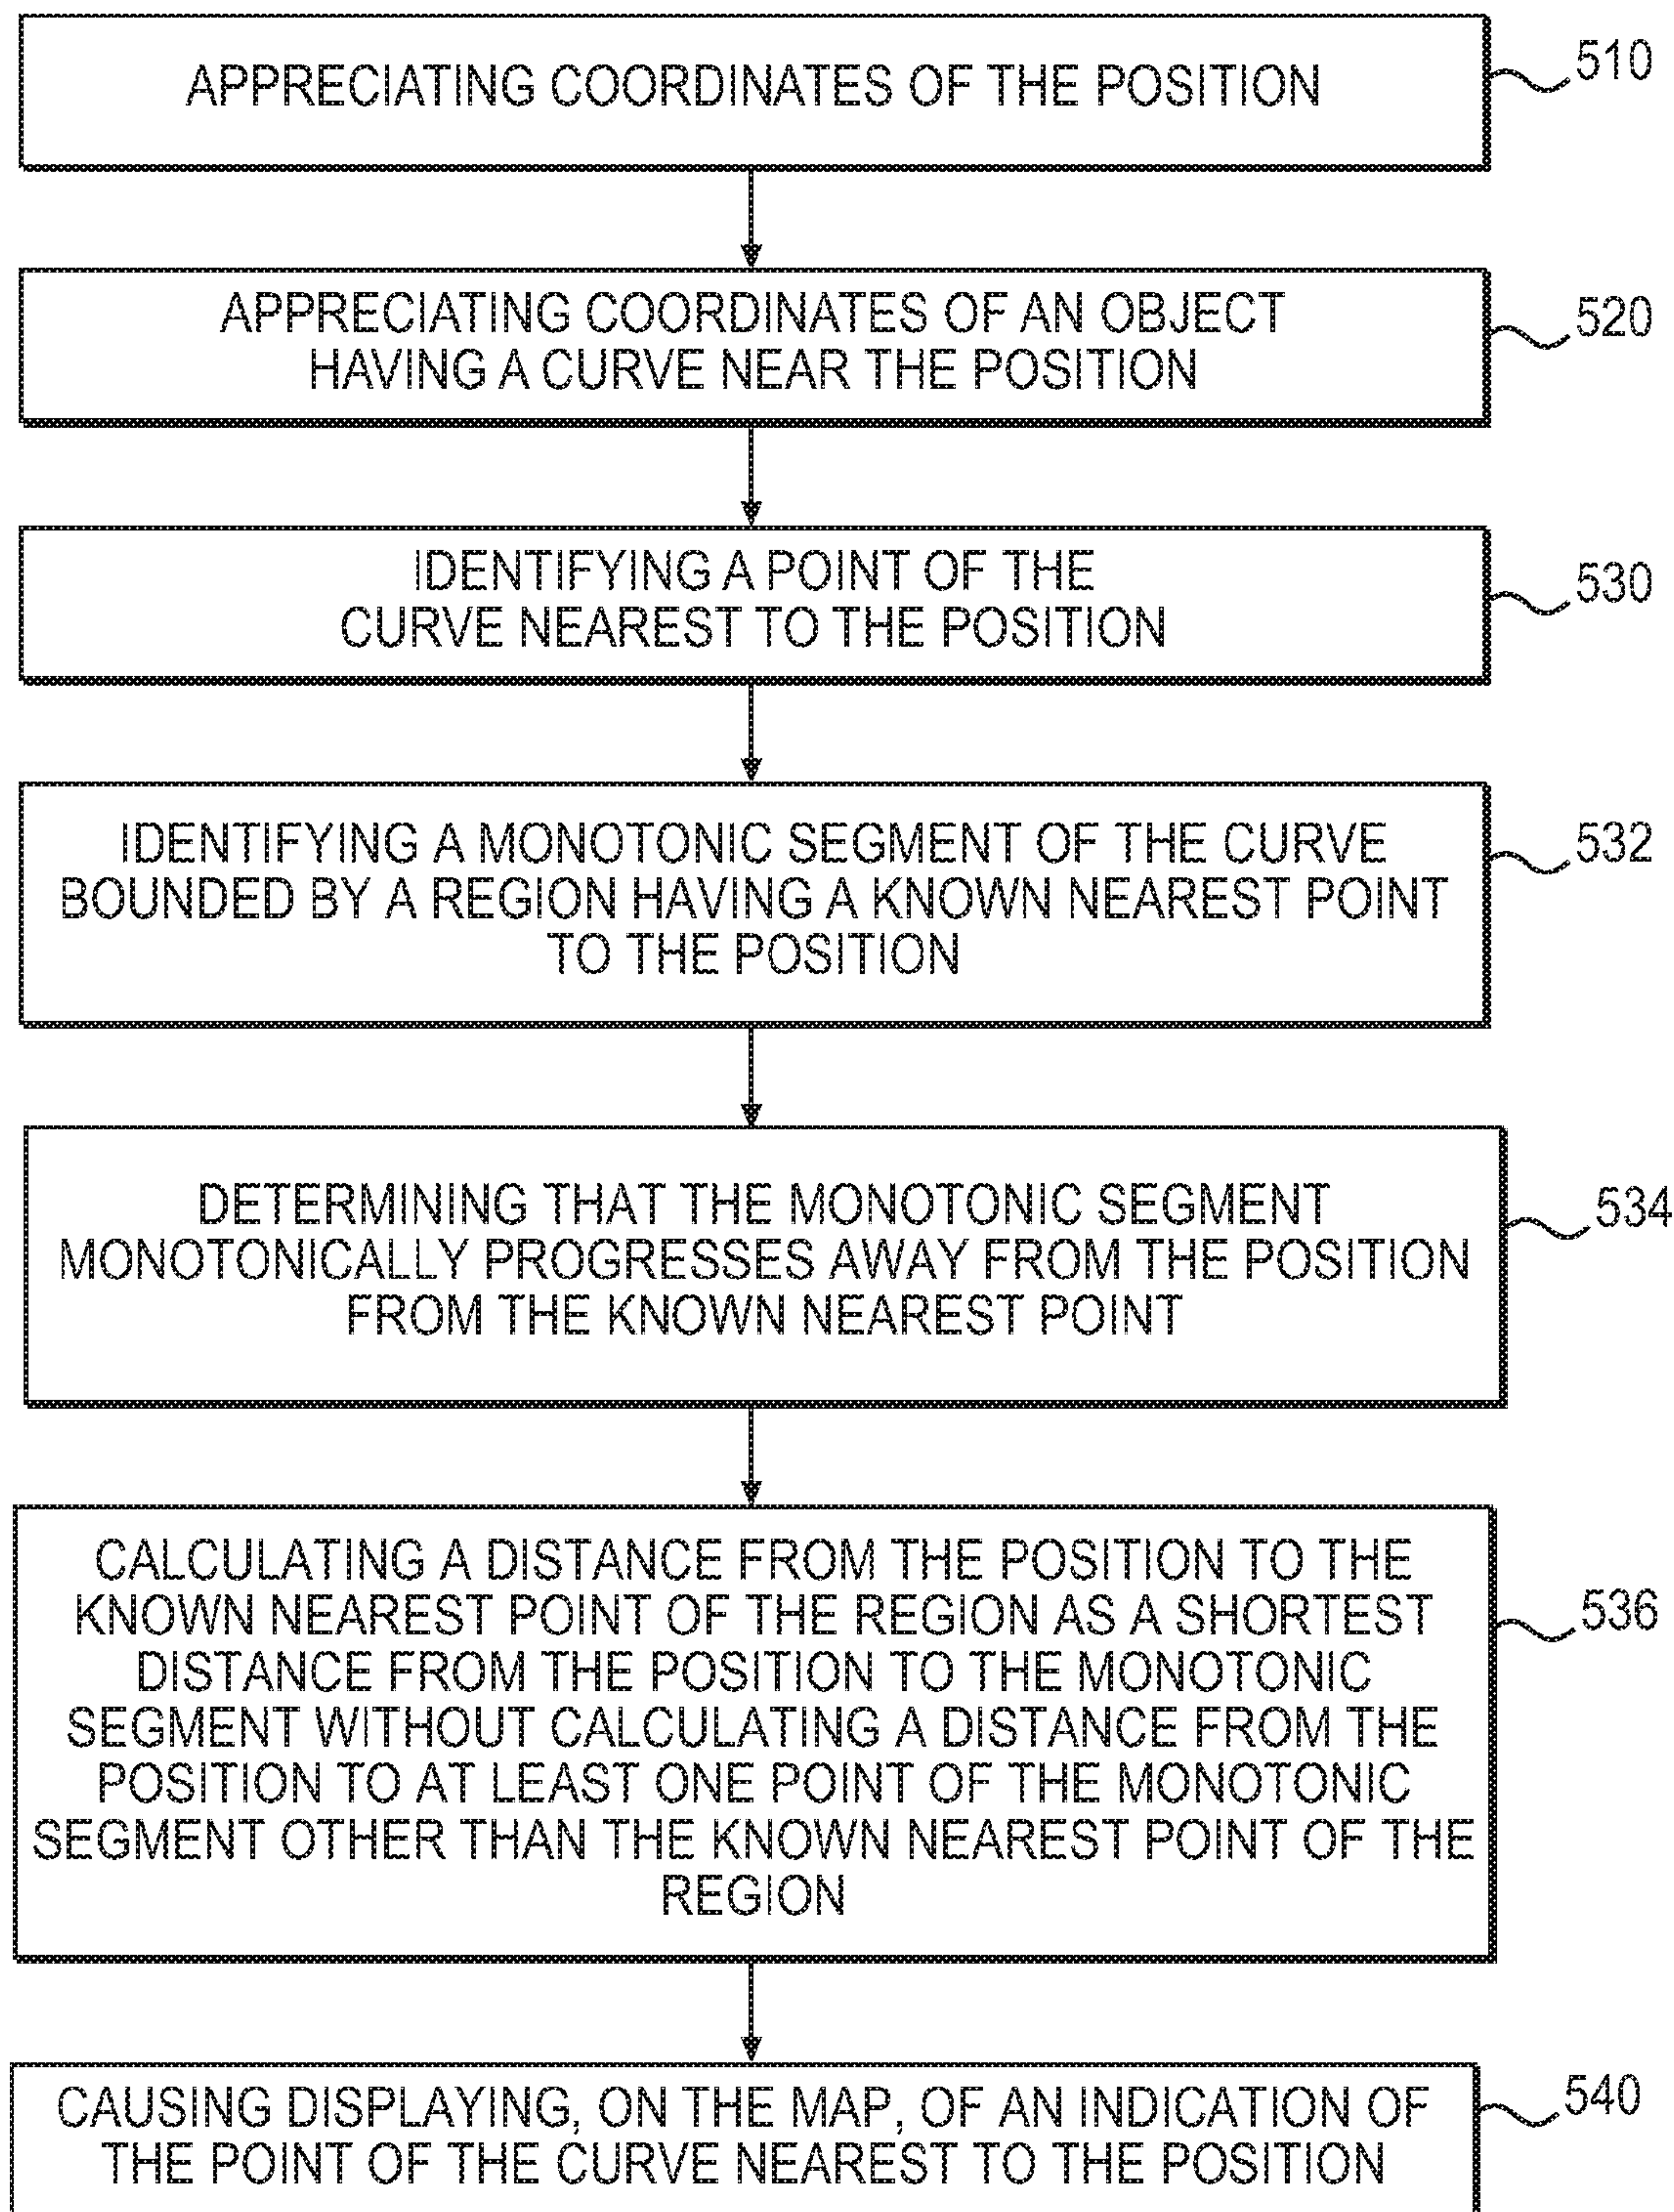 APPRECIATING COORDINATES OF THE POSITION
510
APPRECIATING COORDINATES OF AN OBJECT
HAVING A CURVE NEAR THE POSITION
520
IDENTIFYING A POINT OF THE
CURVE NEAREST TO THE POSITION
530
IDENTIFYING A MONOTONIC SEGMENT OF THE CURVE
BOUNDED BY A REGION HAVING A KNOWN NEAREST POINT
TO THE POSITION
532
DETERMINING THAT THE MONOTONIC SEGMENT
MONOTONICALLY PROGRESSES AWAY FROM THE POSITION
FROM THE KNOWN NEAREST POINT
534
CALCULATING A DISTANCE FROM THE POSITION TO THE
KNOWN NEAREST POINT OF THE REGION AS A SHORTEST
DISTANCE FROM THE POSITION TO THE MONOTONIC
SEGMENT WITHOUT CALCULATING A DISTANCE FROM THE
POSITION TO AT LEAST ONE POINT OF THE MONOTONIC
SEGMENT OTHER THAN THE KNOWN NEAREST POINT OF THE
REGION
536
CAUSING DISPLAYING, ON THE MAP, OF AN INDICATION OF
THE POINT OF THE CURVE NEAREST TO THE POSITION
540